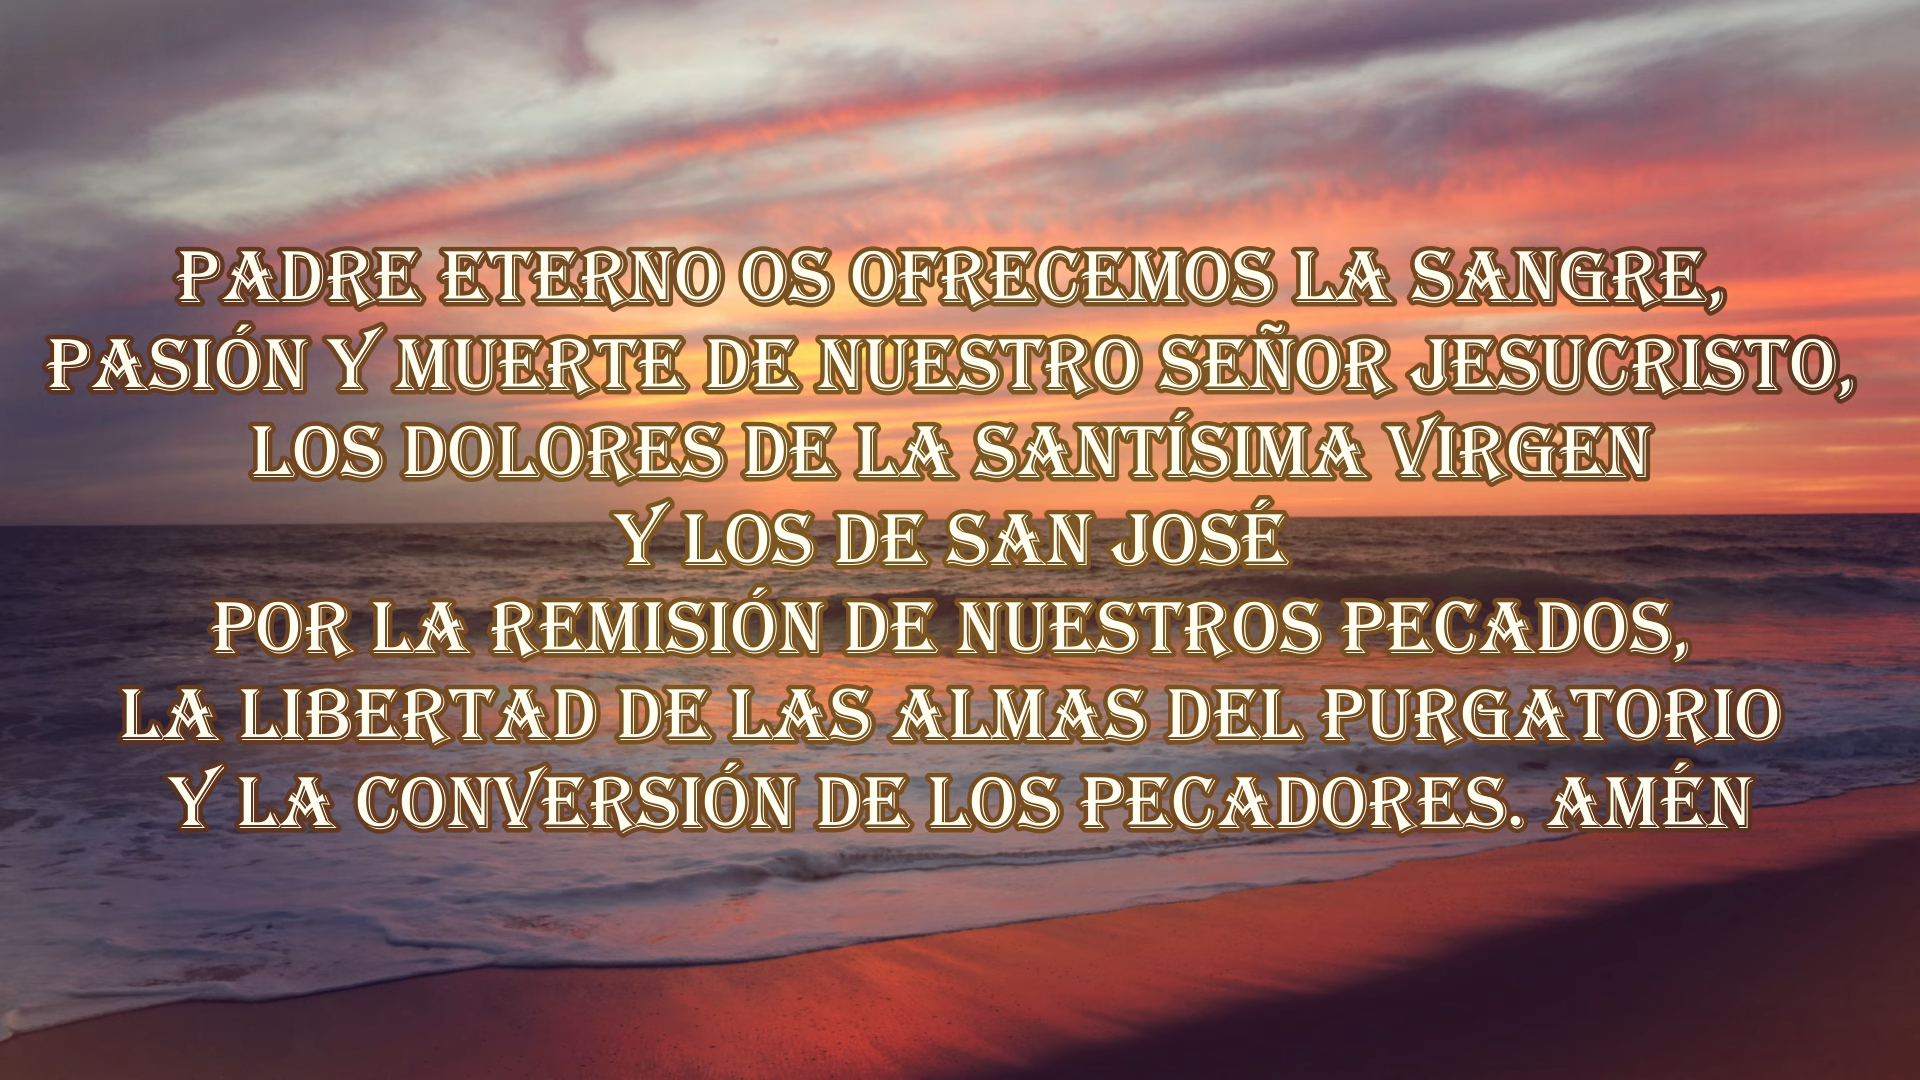 PADRE ETERNO OS OFRECEMOS LA SANGRE,
PASIÓN Y MUERTE DE NUESTRO SEÑOR JESUCRISTO,
LOS DOLORES DE LA SANTÍSIMA VIRGEN
Y LOS DE SAN JOSÉ
POR LA REMISIÓN DE NUESTROS PECADOS,
LA LIBERTAD DE LAS ALMAS DEL PURGATORIO
Y LA CONVERSIÓN DE LOS PECADORES. AMÉN